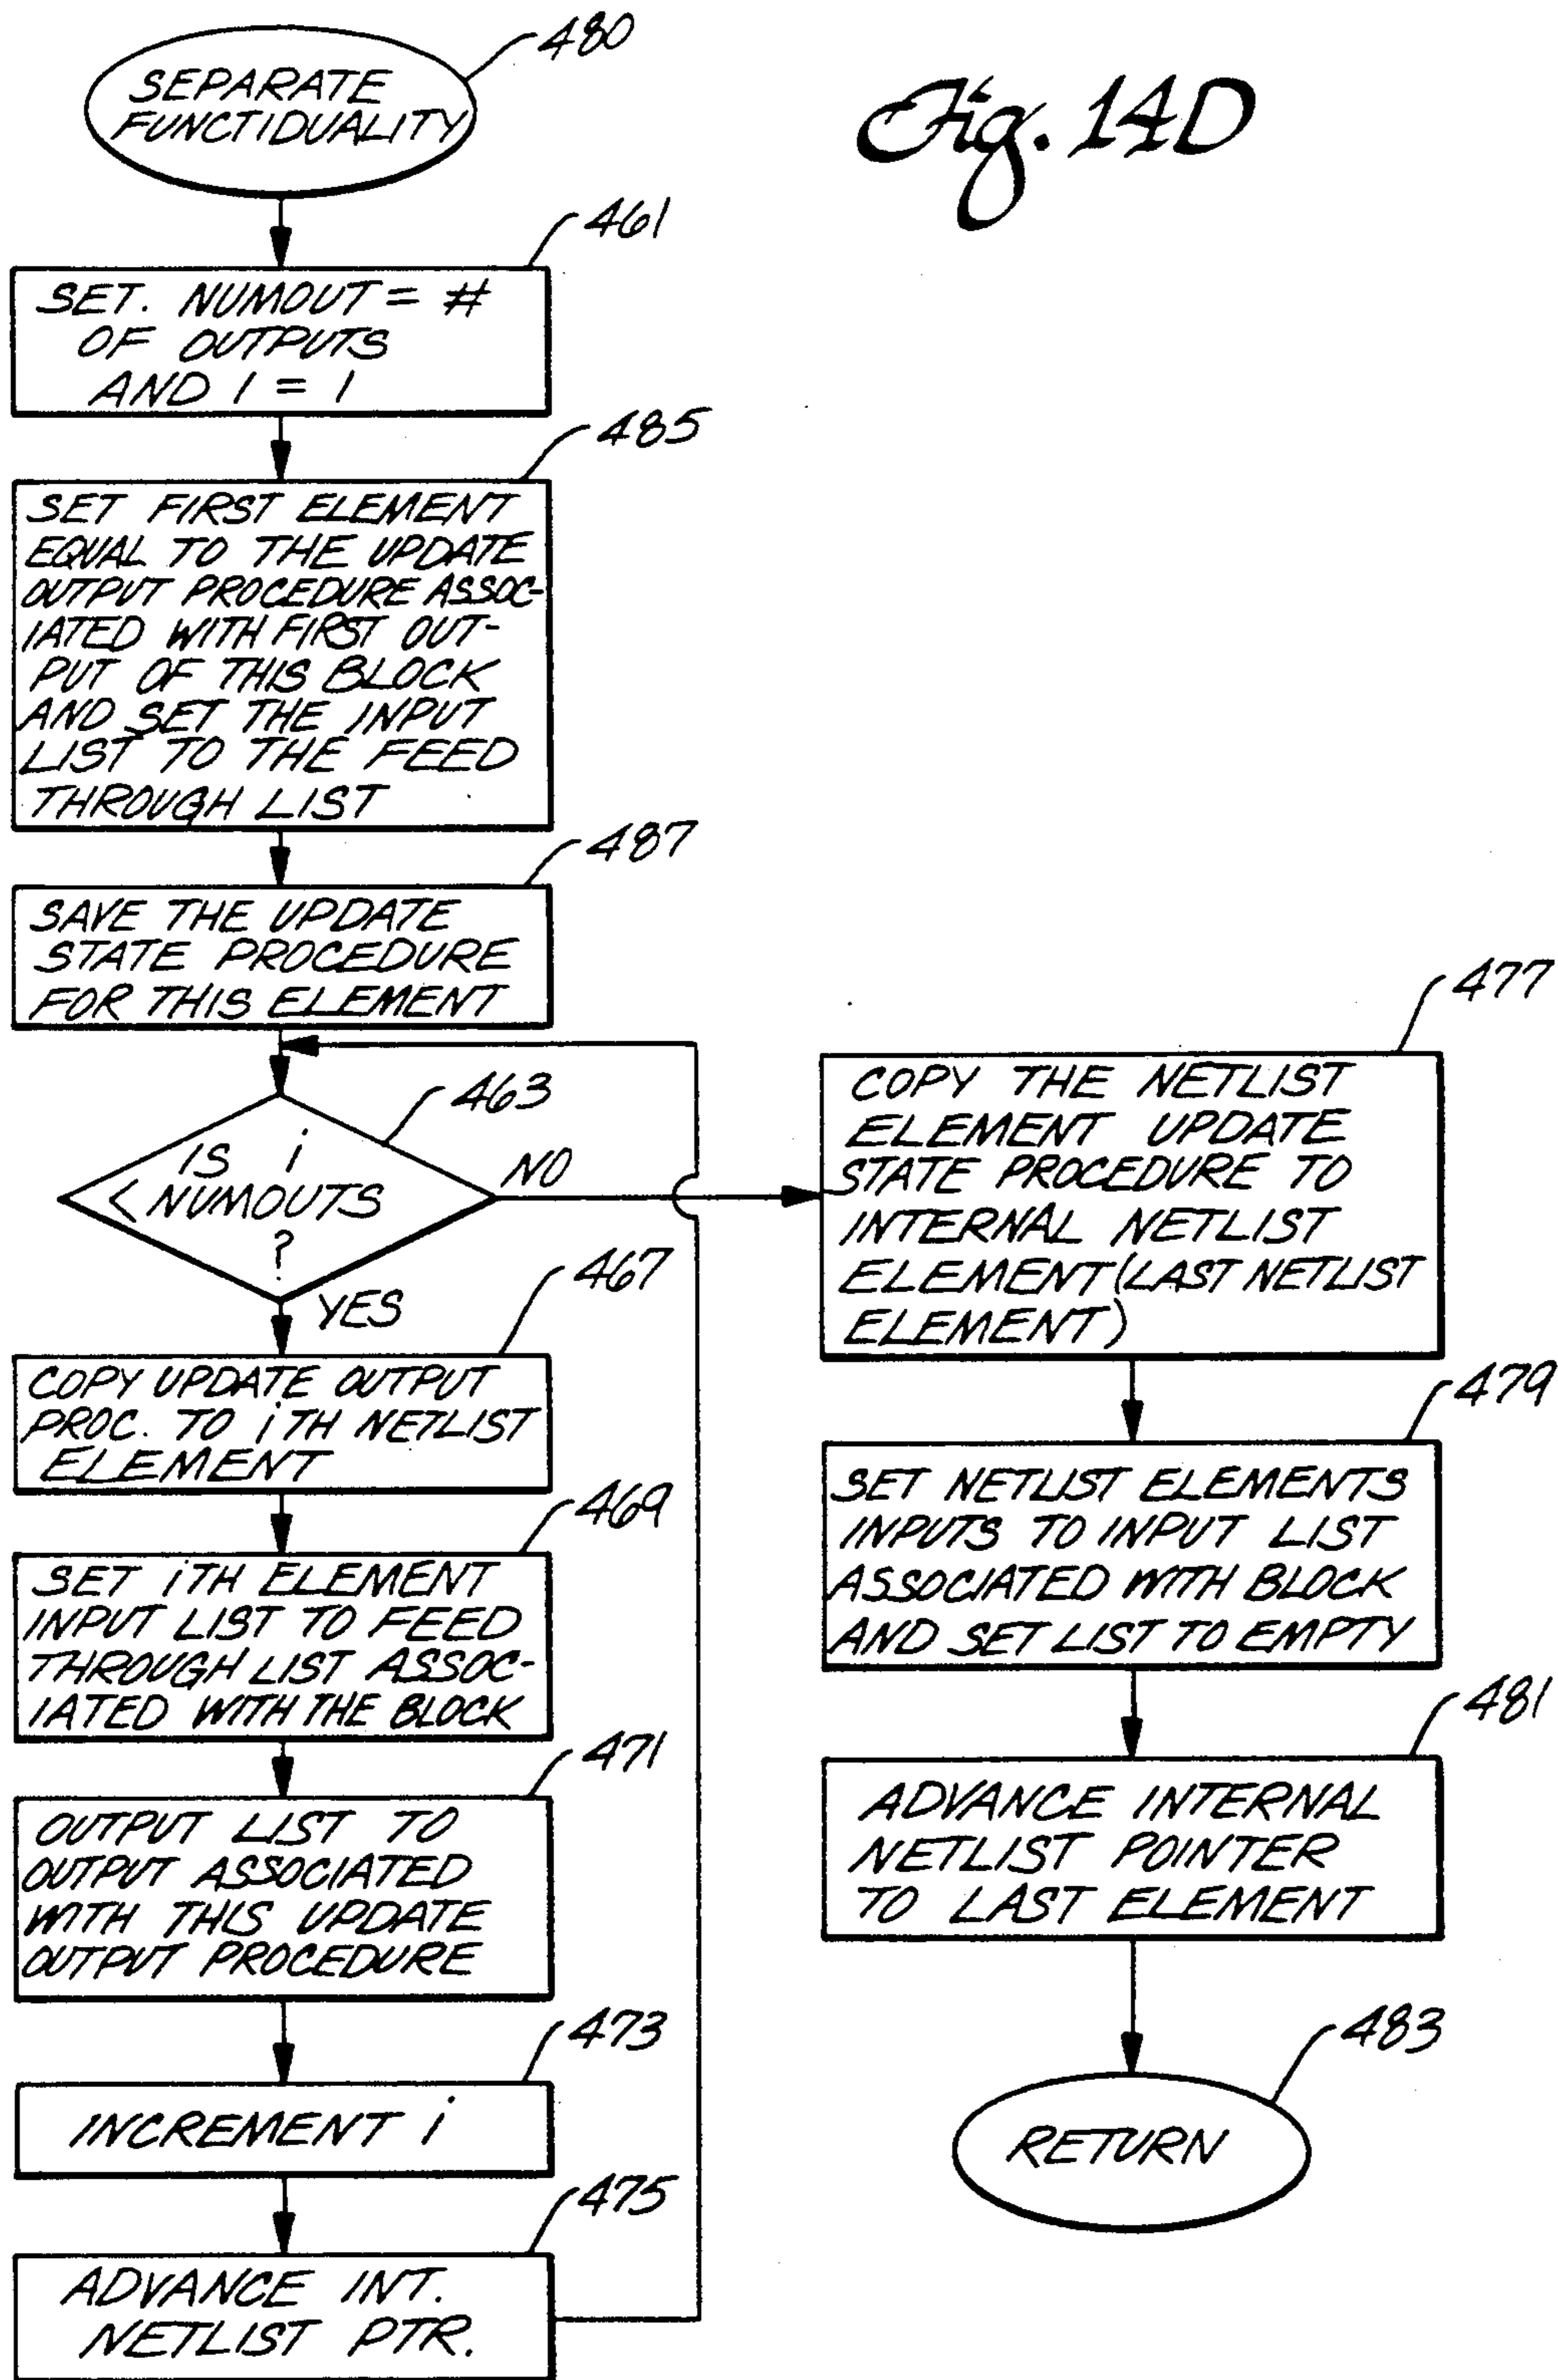 480
SEPARATE
FUNCTIDUALITY
Fig. 14D
461
SET. NUMOUT = #
OF OUTPUTS
AND I = 1
485
SET FIRST ELEMENT
EQUAL TO THE UPDATE
OUTPUT PROCEDURE ASSOC-
IATED WITH FIRST OUT-
PUT OF THIS BLOCK
AND SET THE INPUT
LIST TO THE FEED
THROUGH LIST
487
SAVE THE UPDATE
STATE PROCEDURE
FOR THIS ELEMENT
463
IS i
< NUMOUTS
?
NO
YES
467
COPY UPDATE OUTPUT
PROC. TO iTH NETLIST
ELEMENT
469
SET iTH ELEMENT
INPUT LIST TO FEED
THROUGH LIST ASSOC-
IATED WITH THE BLOCK
471
OUTPUT LIST TO
OUTPUT ASSOCIATED
WITH THIS UPDATE
OUTPUT PROCEDURE
473
INCREMENT i
475
ADVANCE INT.
NETLIST PTR.
477
COPY THE NETLIST
ELEMENT UPDATE
STATE PROCEDURE TO
INTERNAL NETLIST
ELEMENT (LAST NETLIST
ELEMENT)
479
SET NETLIST ELEMENTS
INPUTS TO INPUT LIST
ASSOCIATED WITH BLOCK
AND SET LIST TO EMPTY
481
ADVANCE INTERNAL
NETLIST POINTER
TO LAST ELEMENT
483
RETURN